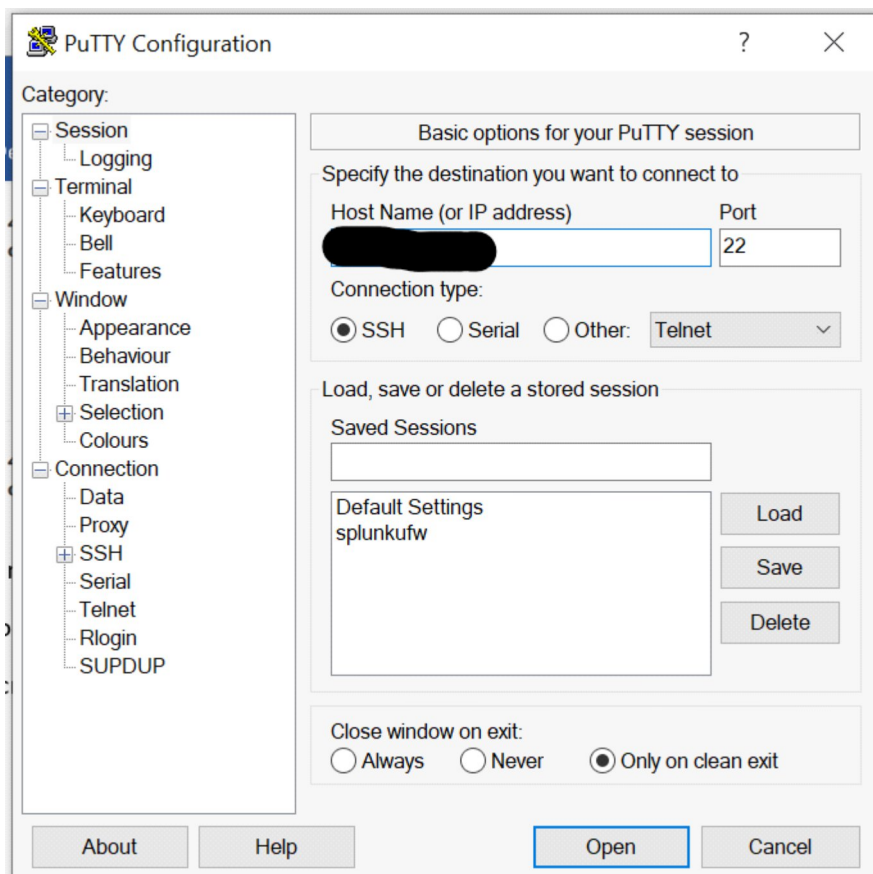 PuTTY Configuration
?
Category:
Session
Logging
Terminal
Keyboard
Bell
Features
Window
Appearance
Behaviour
Translation
Selection
Colours
Connection
Data
Proxy
SSH
Serial
Telnet
Rlogin
SUPDUP
Basic options for your PuTTY session
Specify the destination you want to connect to
Host Name (or IP address) Port
22
Connection type:
SSH Serial Other: Telnet
Load, save or delete a stored session
Saved Sessions
Default Settings
splunkufw
Load
Save
Delete
Close window on exit:
Always Never Only on clean exit
About Help Open Cancel